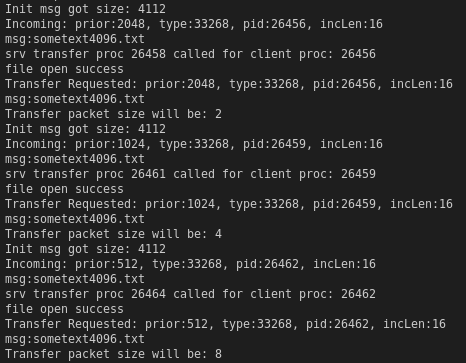 Init msg got size: 4112
Incoming: prior:2048, type:33268, pid:26456, incLen:16
msg:sometext4096.txt
srv transfer proc 26458 called for client proc: 26456
file open success
Transfer Requested: prior:2048, type:33268, pid:26456, incLen:16
msg:sometext4096.txt
Transfer packet size will be: 2
Init msg got size: 4112
Incoming: prior:1024, type:33268, pid:26459, incLen:16
msg:sometext4096.txt
srv transfer proc 26461 called for client proc: 26459
file open success
Transfer Requested: prior:1024, type:33268, pid:26459, incLen:16
msg:sometext4096.txt
Transfer packet size will be: 4
Init msg got size: 4112
Incoming: prior:512, type:33268, pid:26462, incLen:16
msg:sometext4096.txt
srv transfer proc 26464 called for client proc: 26462
file open success
Transfer Requested: prior:512, type:33268, pid:26462, incLen:16
msg:sometext4096.txt
Transfer packet size will be: 8